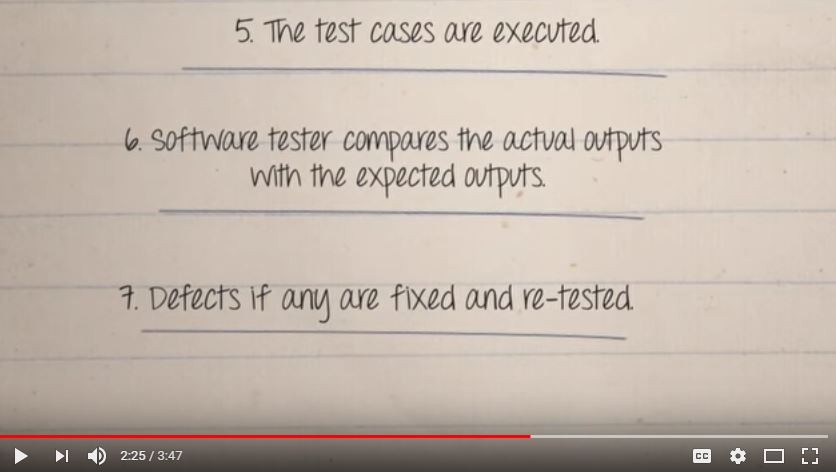 5. The test cases are executed.
6. Software tester compares the actual outputs
with the expected outputs.
7. Defects if any are fixed and re-tested.
2:25 / 3:47
CC